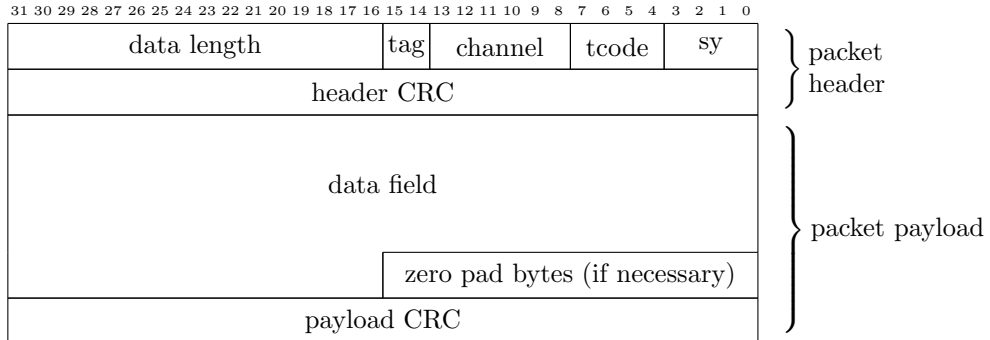 31 30 29 28 27 26 25 24 23 22 21 20 19 18 17 16 15 14 13 12 11 10 9 8 7 6 5 4 3 2 1 0
data length tag channel tcode sy
header CRC
packet
header
data field
packet payload
zero pad bytes (if necessary)
payload CRC